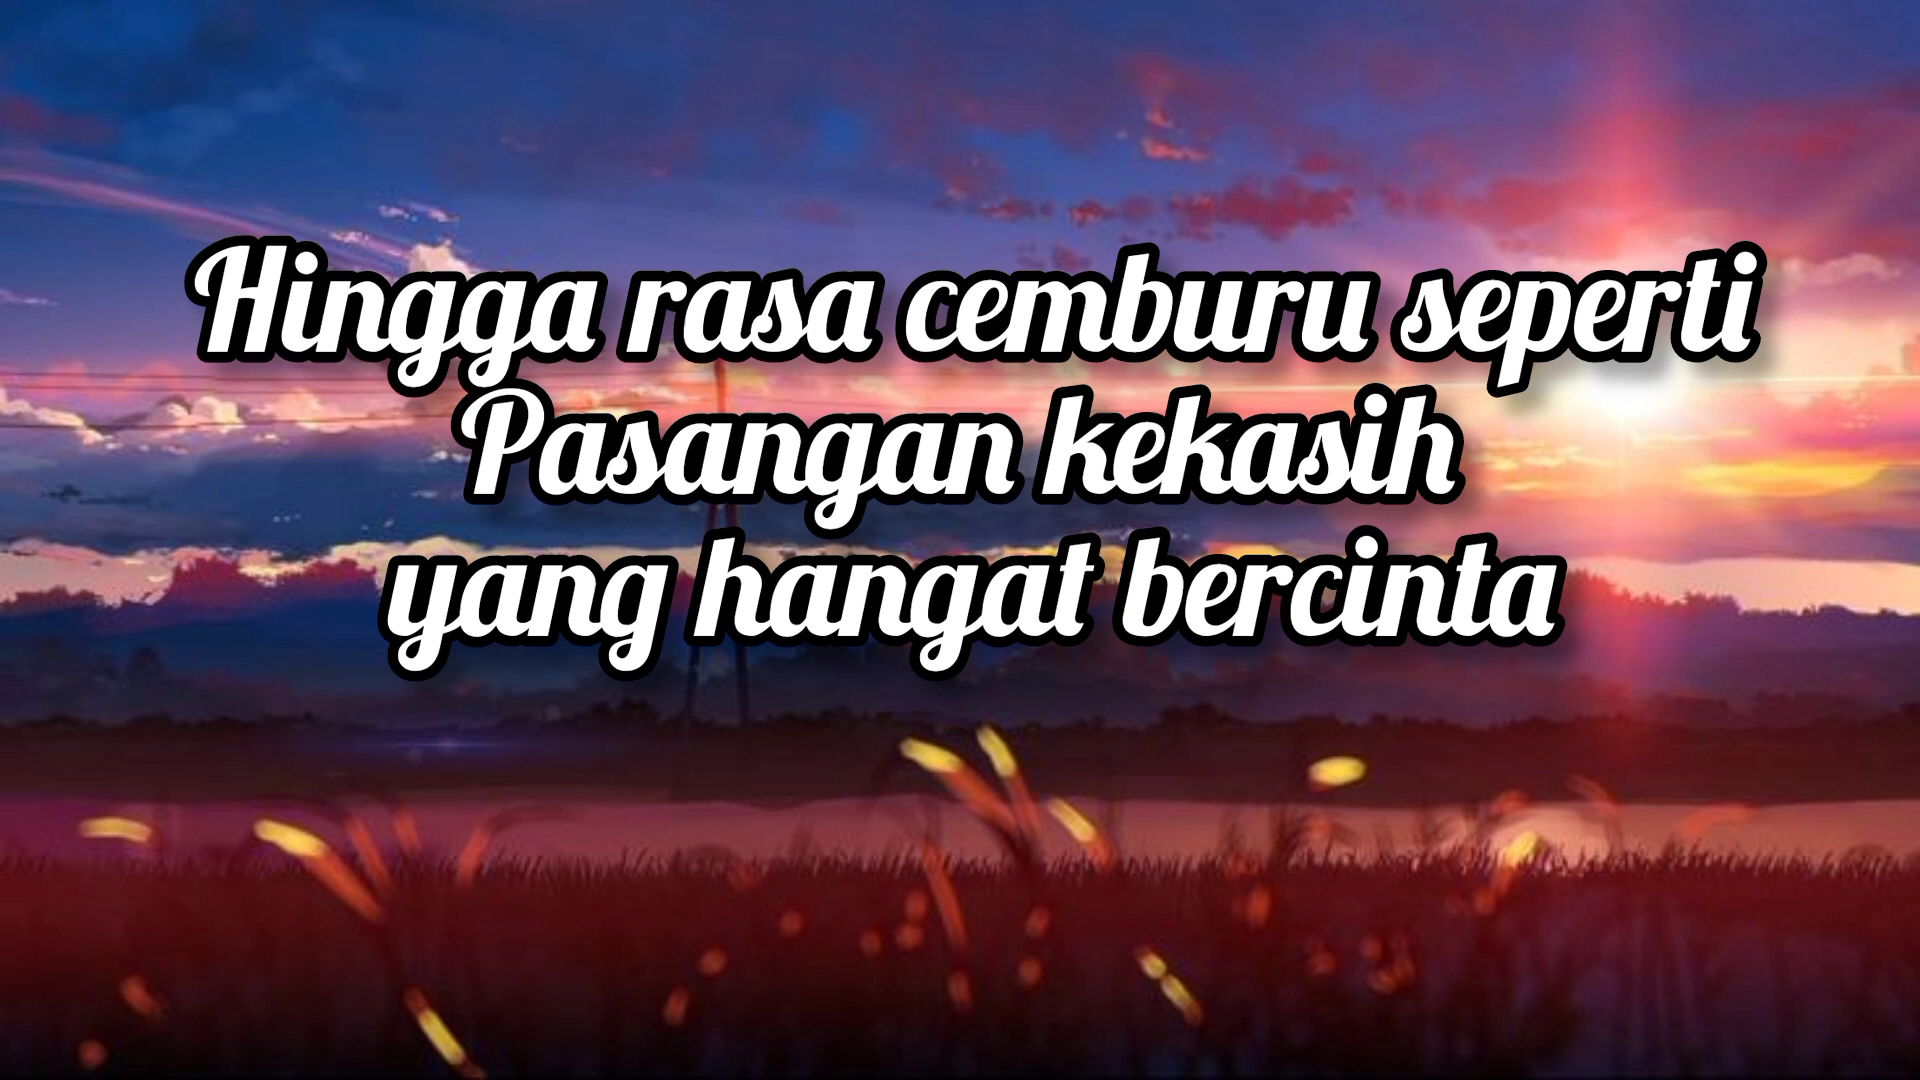 Hingga rasa cemburu seperti
Pasangan kekasih
yang hangat bercinta